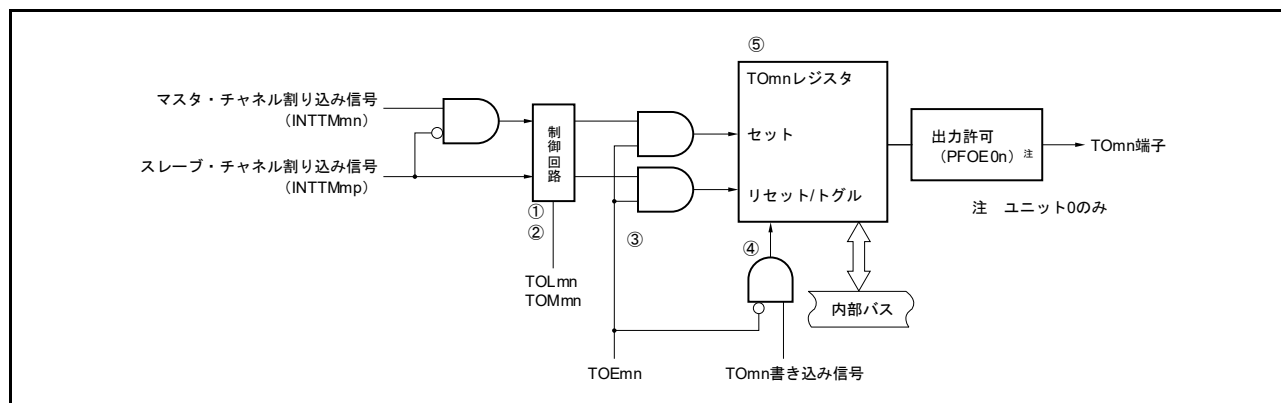 ⑤
TOmnレジスタ
マスタ・チャネル割り込み信号
(INTTMmn)
制御回路
セット
出力許可
(PFOE0n) 注
TOmn端子
スレーブ・チャネル割り込み信号
(INTTMmp)
リセット/トグル
注 ユニット0のみ
①
②
③
④
TOLmn
TOMmn
内部バス
TOEmn
TOmn書き込み信号